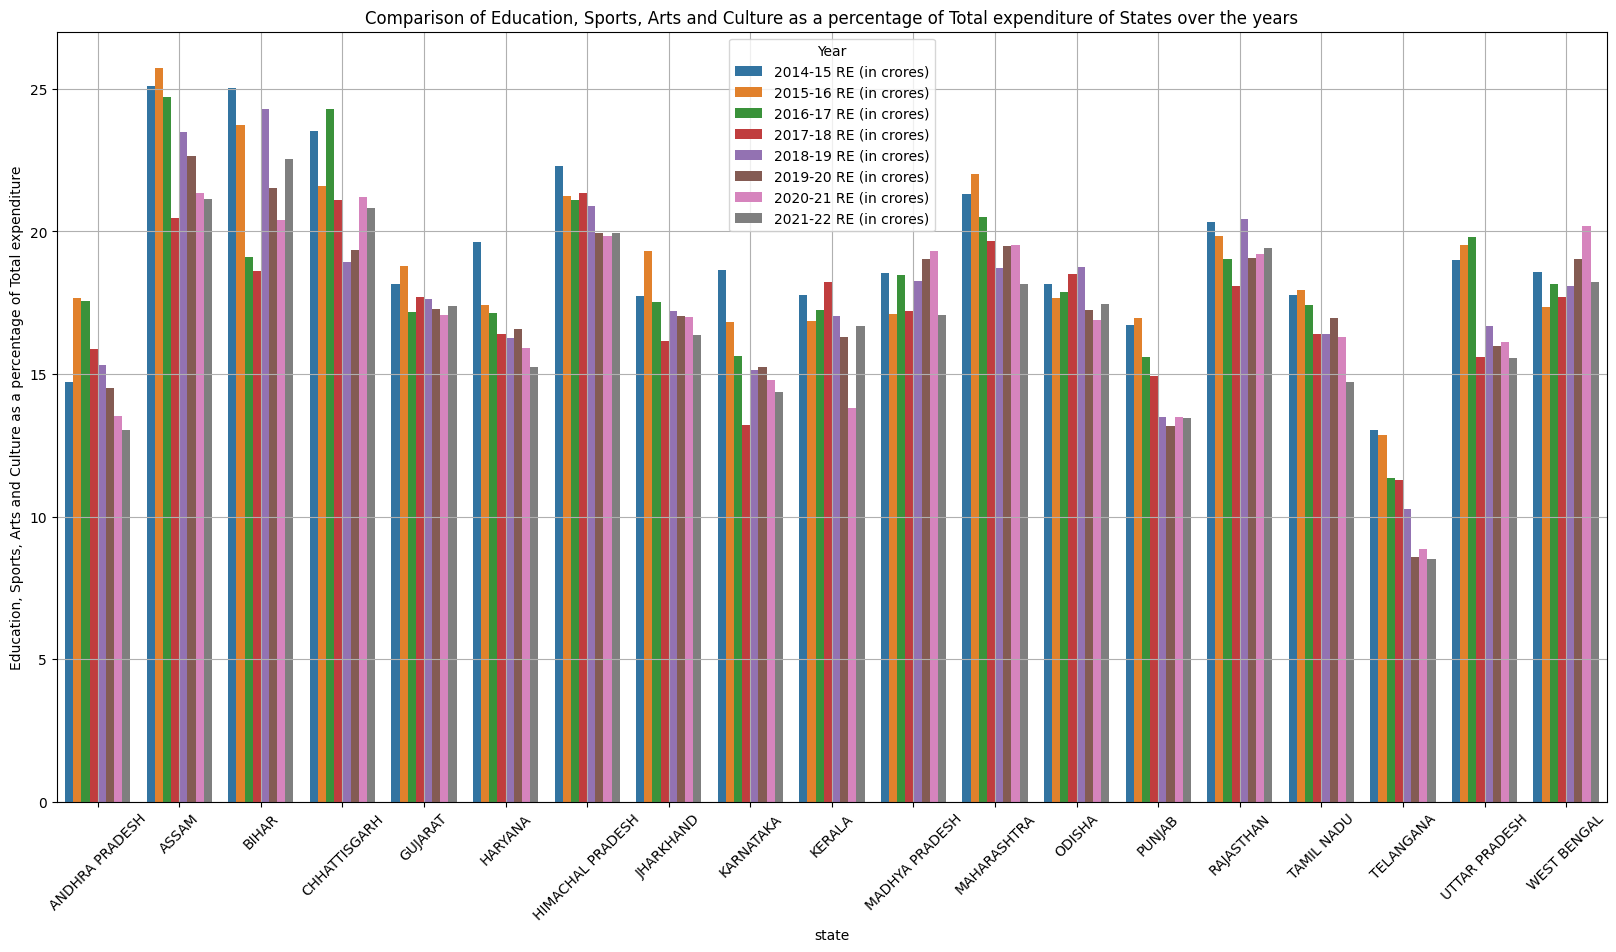 Comparison of Education, Sports, Arts and Culture as a percentage of Total expenditure of States over the years
Education, Sports, Arts and Culture as a percentage of Total expenditure
25
20
15
10
5
0
Year
2014-15 RE (in crores)
2015-16 RE (in crores)
2016-17 RE (in crores)
2017-18 RE (in crores)
2018-19 RE (in crores)
2019-20 RE (in crores)
2020-21 RE (in crores)
2021-22 RE (in crores)
ANDHRA PRADESH
ASSAM
BIHAR
CHHATTISGARH
GUJARAT
HARYANA
HIMACHAL PRADESH
JHARKHAND
KARNATAKA
KERALA
MADHYA PRADESH
MAHARASHTRA
ODISHA
PUNJAB
RAJASTHAN
TAMIL NADU
TELANGANA
UTTAR PRADESH
WEST BENGAL
state